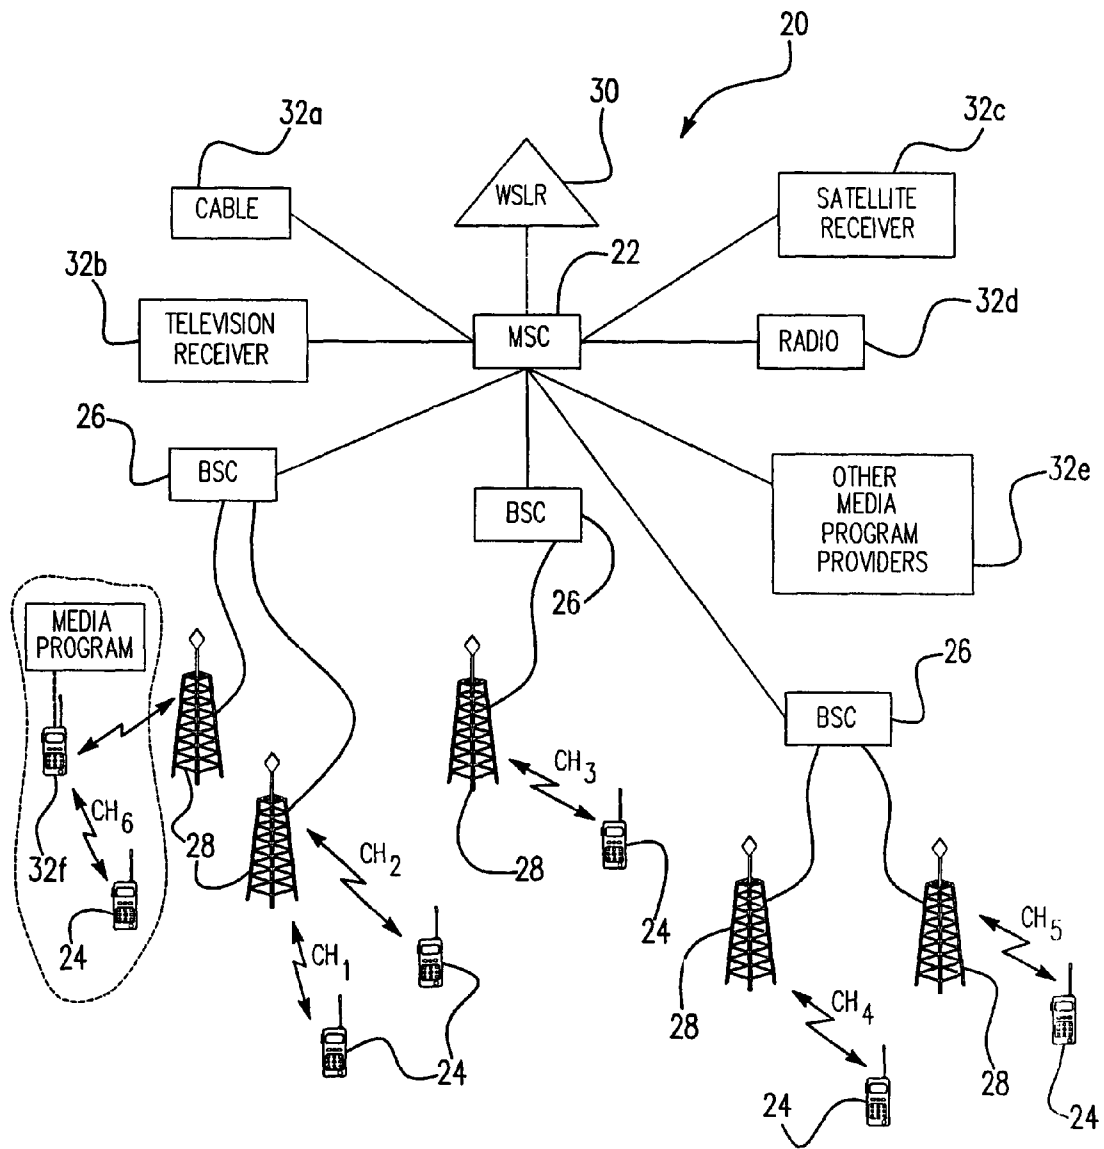 20
30
32a
32c
CABLE
WSLR
SATELLITE
RECEIVER
32b
22
32d
TELEVISION
RECEIVER
MSC
RADIO
26
BSC
BSC
26
OTHER
MEDIA
PROGRAM
PROVIDERS
32e
MEDIA
PROGRAM
26
BSC
CH3
CH6
32f
28
CH2
28
24
24
CH1
CH5
28
CH4
24
28
24
24